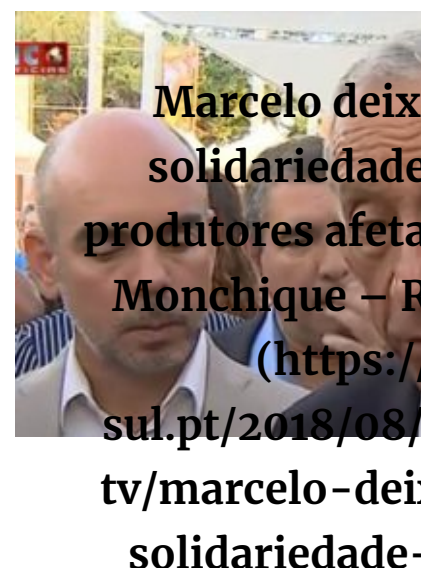 Marcelo deix
solidariedade
produtores afeta
Monchique – R
(https://
sul.pt/2018/08/
tv/marcelo-deix
solidariedade-